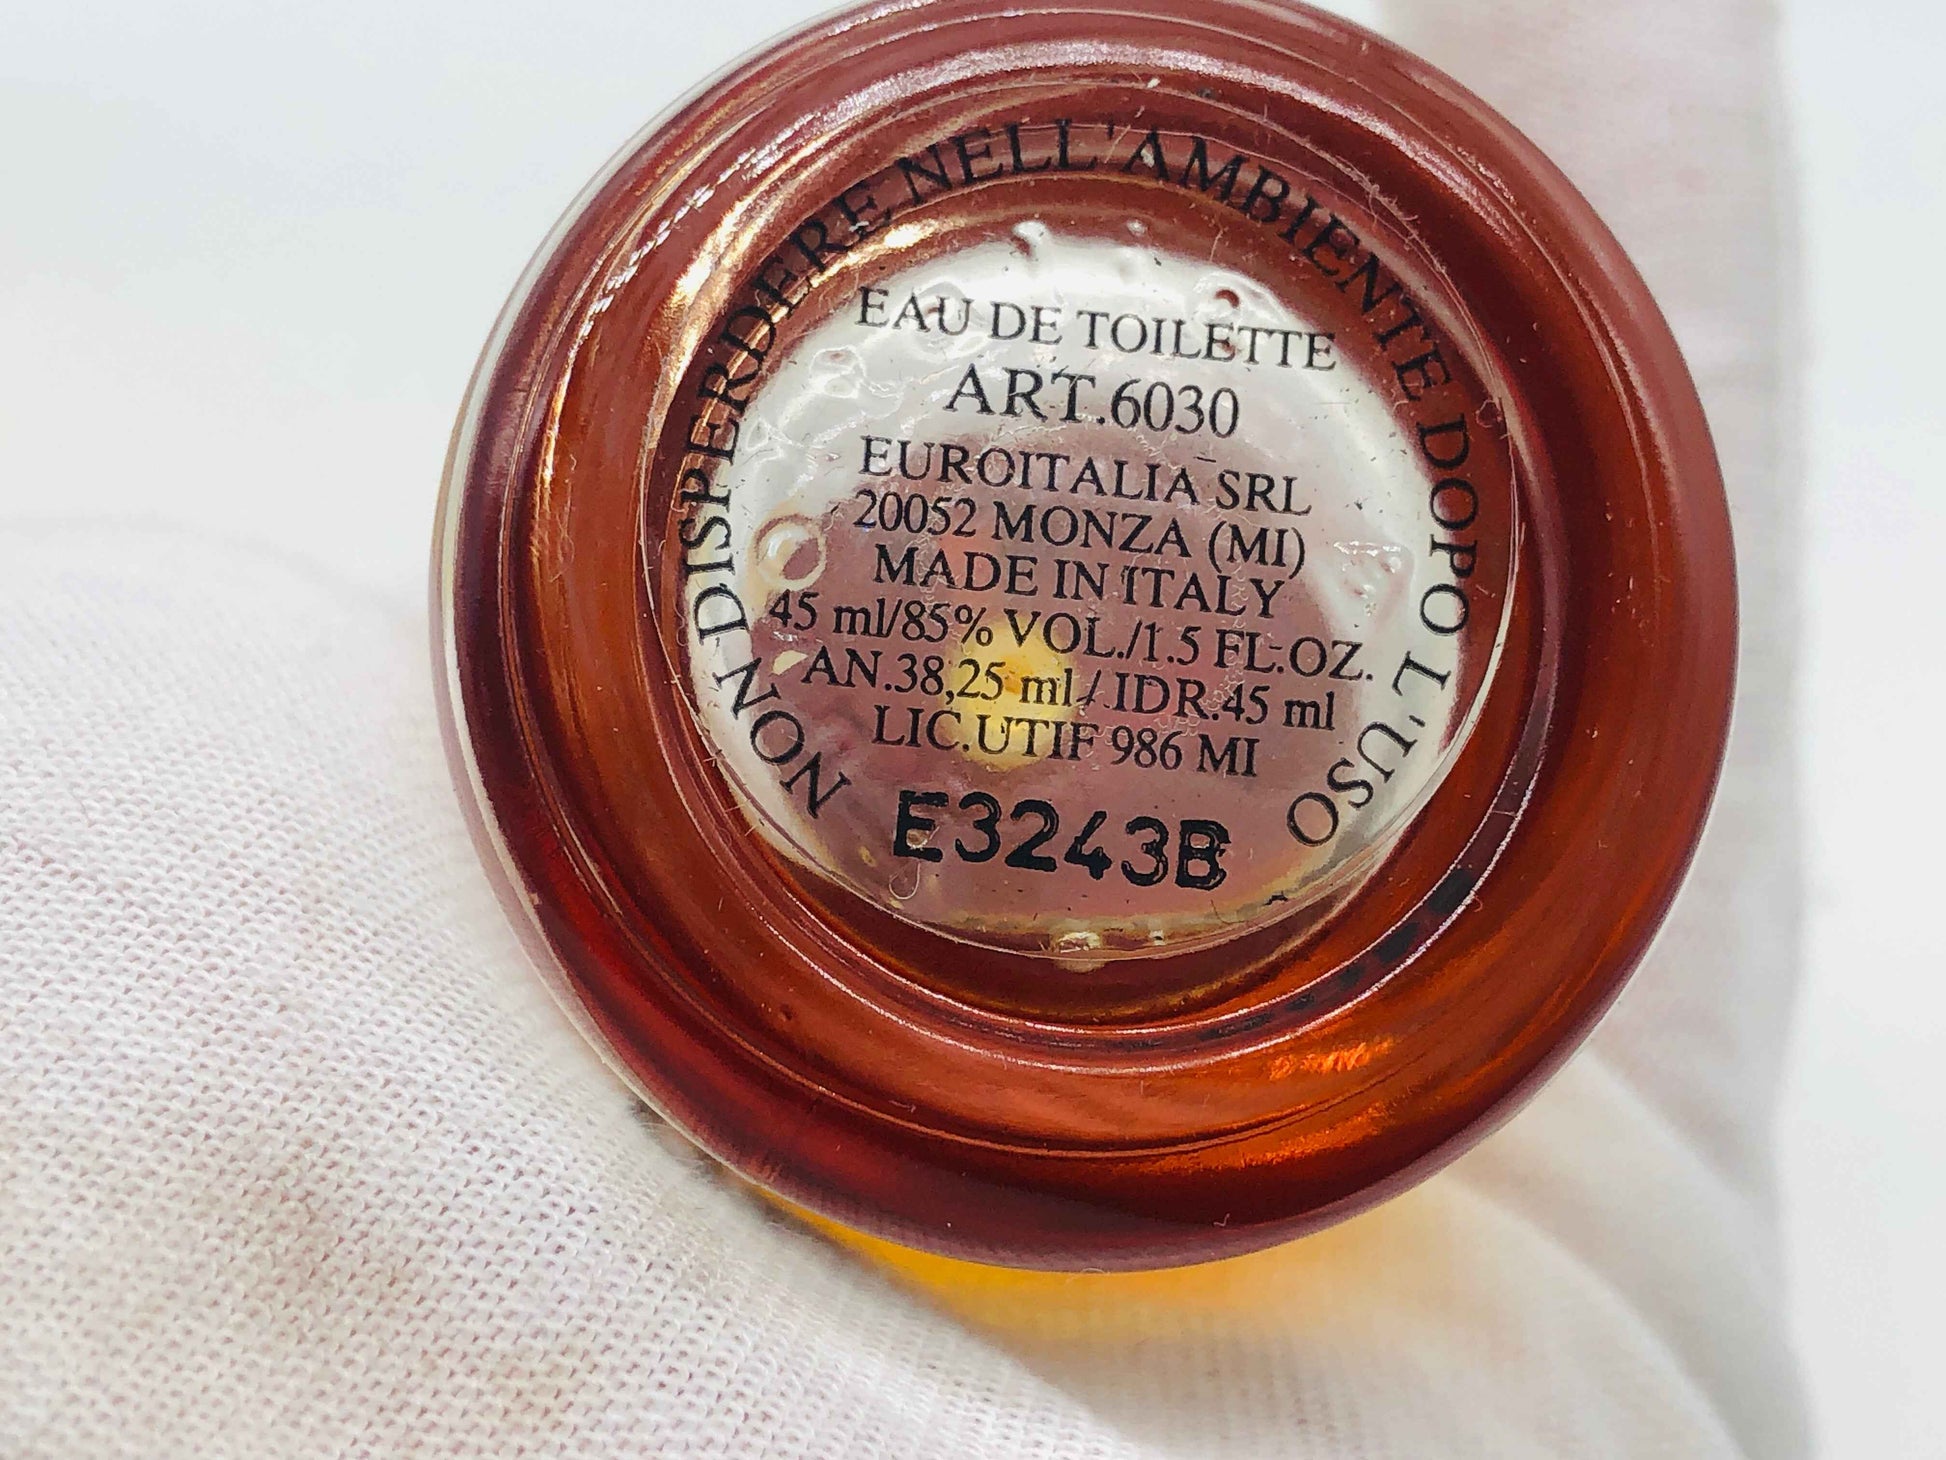 NON DISPERDERE NELL'AMBIENTE DOPO L'USO
EAU DE TOILETTE
ART.6030
EUROITALIA SRL
20052 MONZA (MI)
MADE IN ITALY
45 ml/85% VOL./1.5 FL.OZ.
AN.38,25 ml / IDR.45 ml
LIC.UTIF 986 MI
E3243B